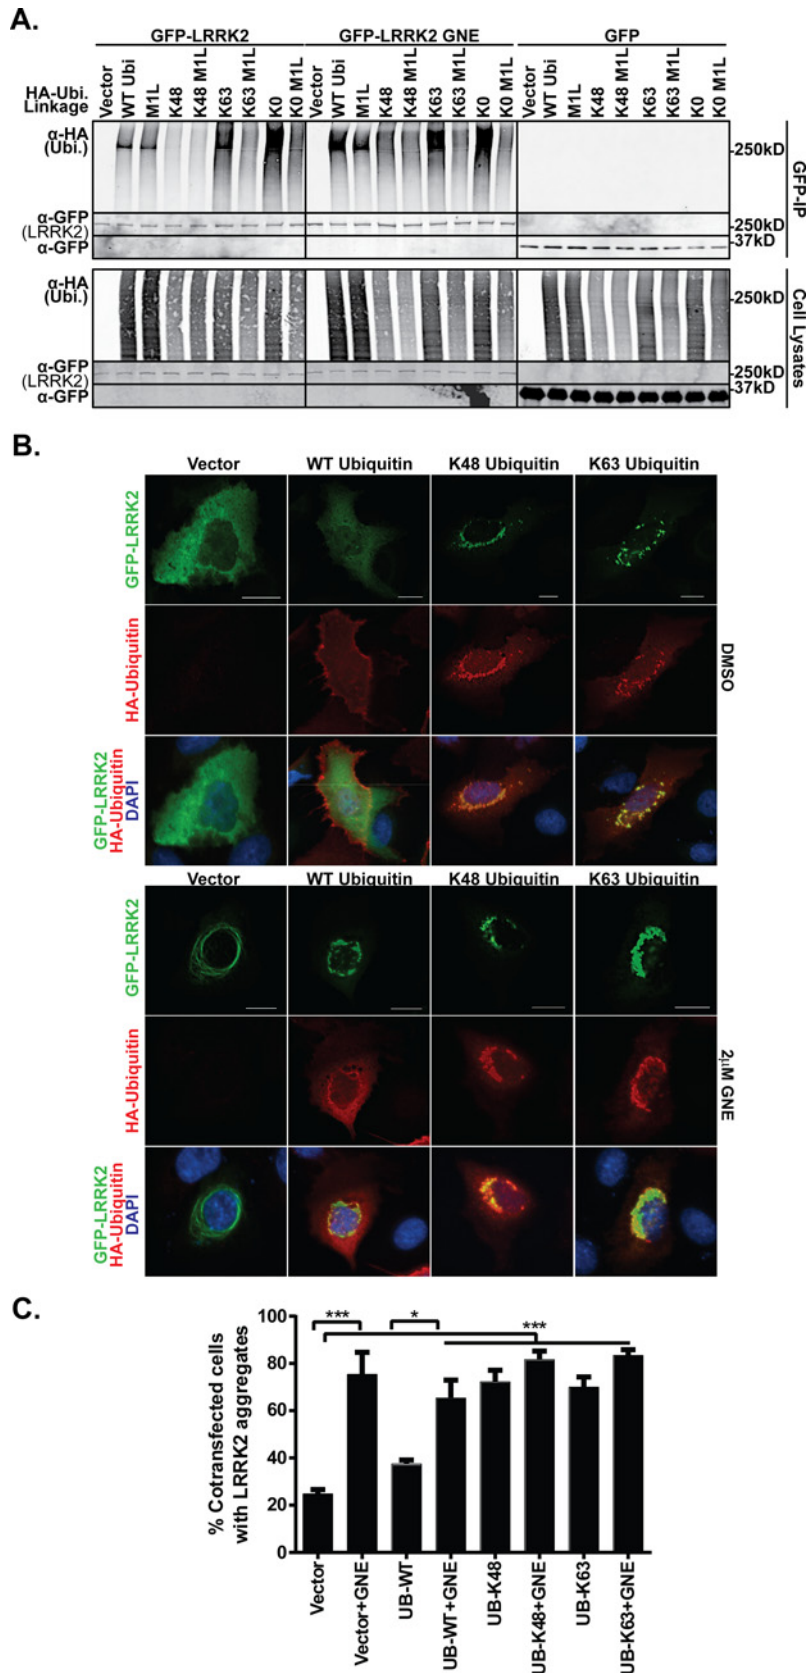 A.
GFP-LRRK2 GFP-LRRK2 GNE GFP
HA-Ubi. Linkage
Vector WT Ubi M1L K48 K48 M1L K63 K63 M1L K0 K0 M1L Vector WT Ubi M1L K48 K48 M1L K63 K63 M1L K0 K0 M1L Vector WT Ubi M1L K48 K48 M1L K63 K63 M1L K0 K0 M1L
α-HA
(Ubi.)
250kD
α-GFP
(LRRK2)
250kD
37kD
α-GFP
GFP-IP
α-HA
(Ubi.)
250kD
α-GFP
(LRRK2)
250kD
37kD
α-GFP
Cell Lysates
B.
Vector WT Ubiquitin K48 Ubiquitin K63 Ubiquitin
GFP-LRRK2
HA-Ubiquitin
GFP-LRRK2
HA-Ubiquitin
DAPI
DMSO
Vector WT Ubiquitin K48 Ubiquitin K63 Ubiquitin
GFP-LRRK2
HA-Ubiquitin
GFP-LRRK2
HA-Ubiquitin
DAPI
2μM GNE
C.
% Cotransfected cells
with LRRK2 aggregates
100
80
60
40
20
0
*** * ***
Vector
Vector+GNE
UB-WT
UB-WT+GNE
UB-K48
UB-K48+GNE
UB-K63
UB-K63+GNE